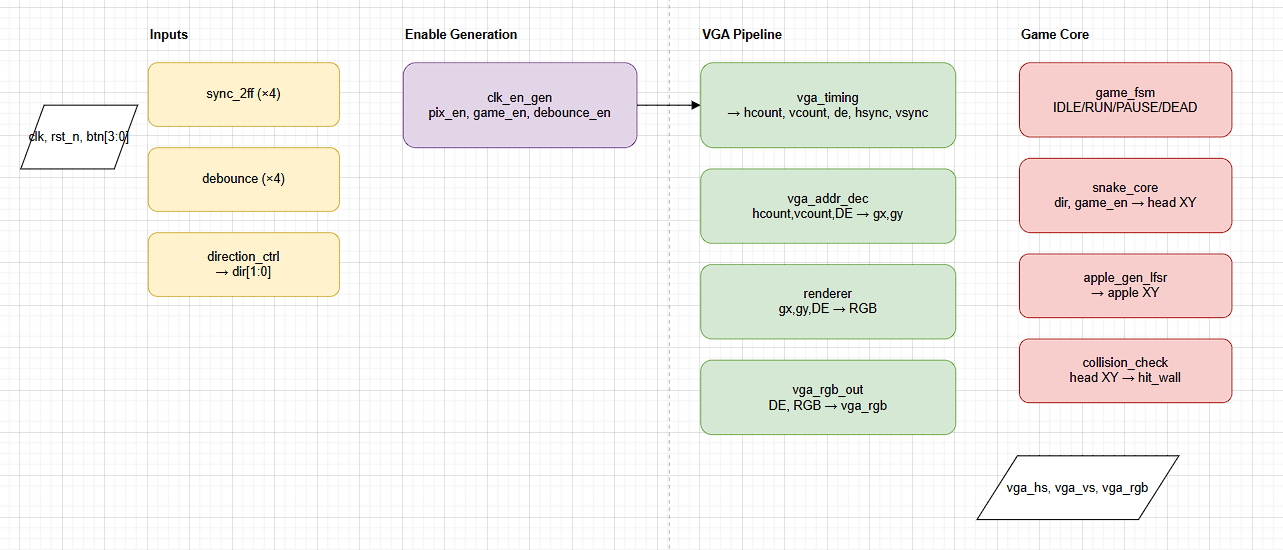 Inputs
Enable Generation
VGA Pipeline
Game Core
clk, rst_n, btn[3:0]
sync_2ff (×4)
debounce (×4)
direction_ctrl
→ dir[1:0]
clk_en_gen
pix_en, game_en, debounce_en
vga_timing
→ hcount, vcount, de, hsync, vsync
vga_addr_dec
hcount,vcount,DE → gx,gy
renderer
gx,gy,DE → RGB
vga_rgb_out
DE, RGB → vga_rgb
game_fsm
IDLE/RUN/PAUSE/DEAD
snake_core
dir, game_en → head XY
apple_gen_lfsr
→ apple XY
collision_check
head XY → hit_wall
vga_hs, vga_vs, vga_rgb